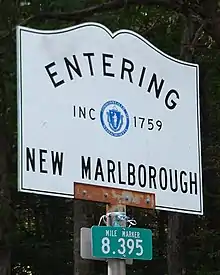 ENTERING
INC 1759
NEW MARLBOROUGH
MILE MARKER
8.395